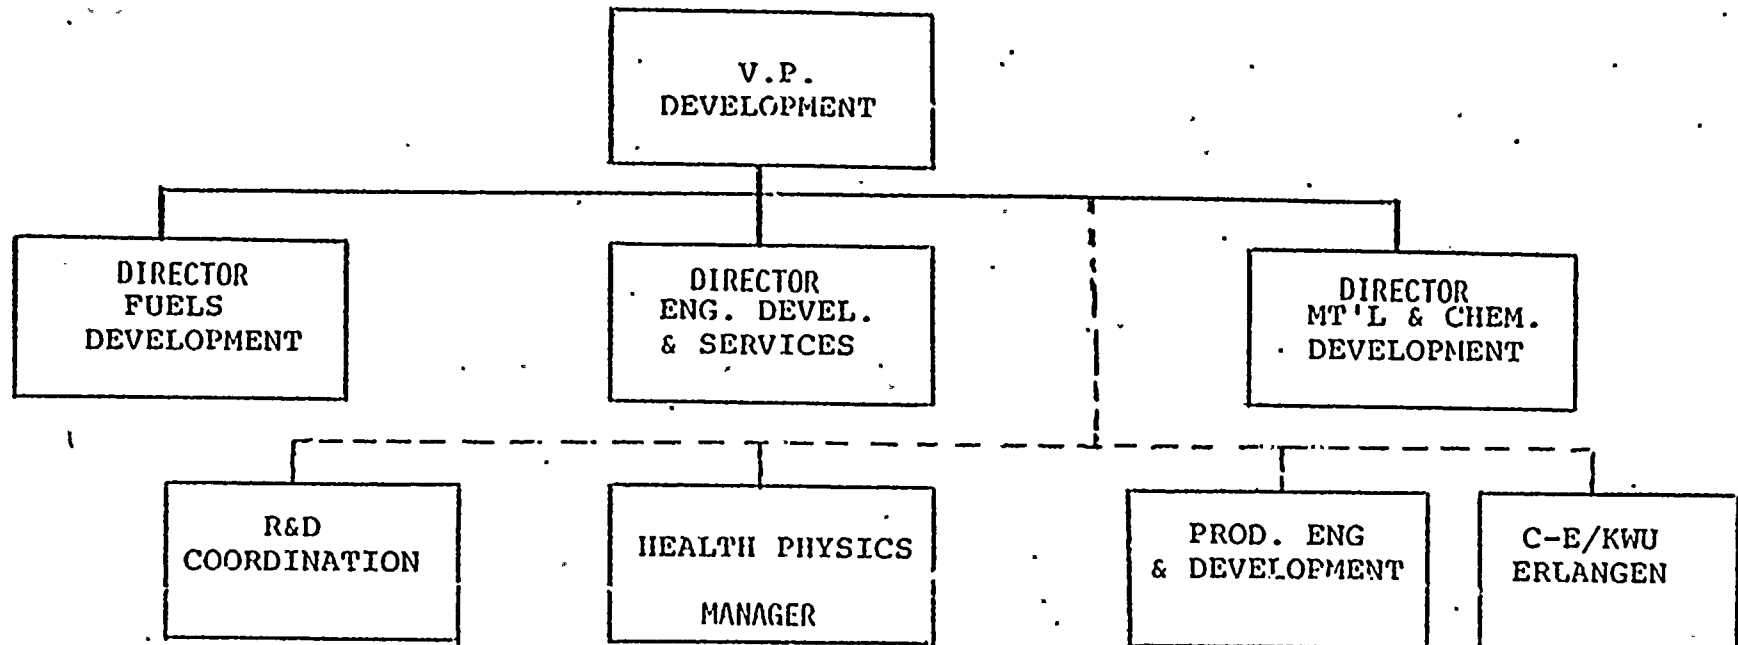 V.P.
DEVELOPMENT
DIRECTOR
FUELS
DEVELOPMENT
DIRECTOR
ENG. DEVEL.
& SERVICES
DIRECTOR
MT'L & CHEM.
DEVELOPMENT
R&D
COORDINATION
HEALTH PHYSICS
MANAGER
PROD. ENG
& DEVELOPMENT
C-E/KWU
ERLANGEN